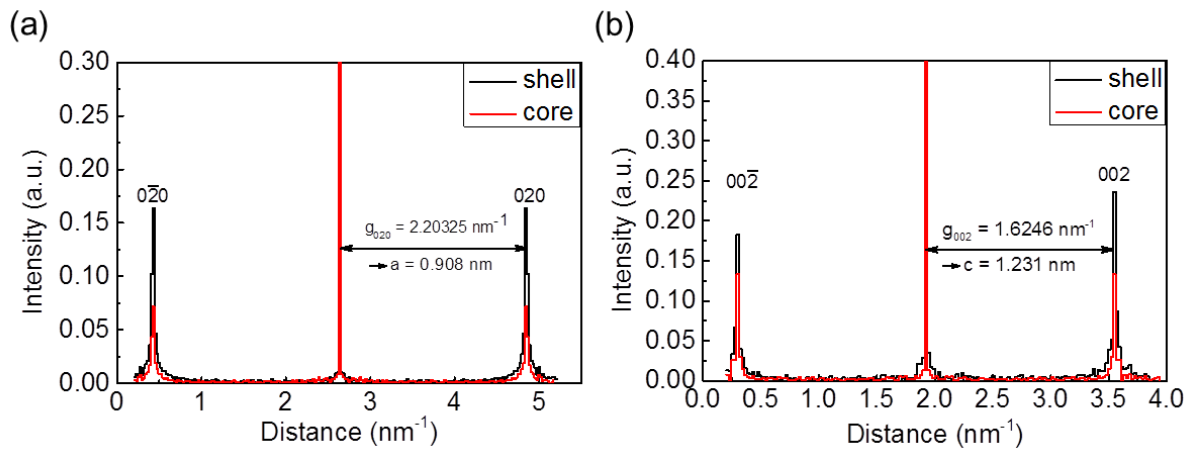 (a)
0.30
0.25
0.20
0.15
0.10
0.05
0.00
Intensity (a.u.)
shell
core
02̄0
020
g₀₂₀ = 2.20325 nm⁻¹
→a = 0.908 nm
0 1 2 3 4 5
Distance (nm⁻¹)
(b)
0.40
0.35
0.30
0.25
0.20
0.15
0.10
0.05
0.00
Intensity (a.u.)
shell
core
002̄
002
g₀₀₂ = 1.6246 nm⁻¹
→c = 1.231 nm
0.0 0.5 1.0 1.5 2.0 2.5 3.0 3.5 4.0
Distance (nm⁻¹)